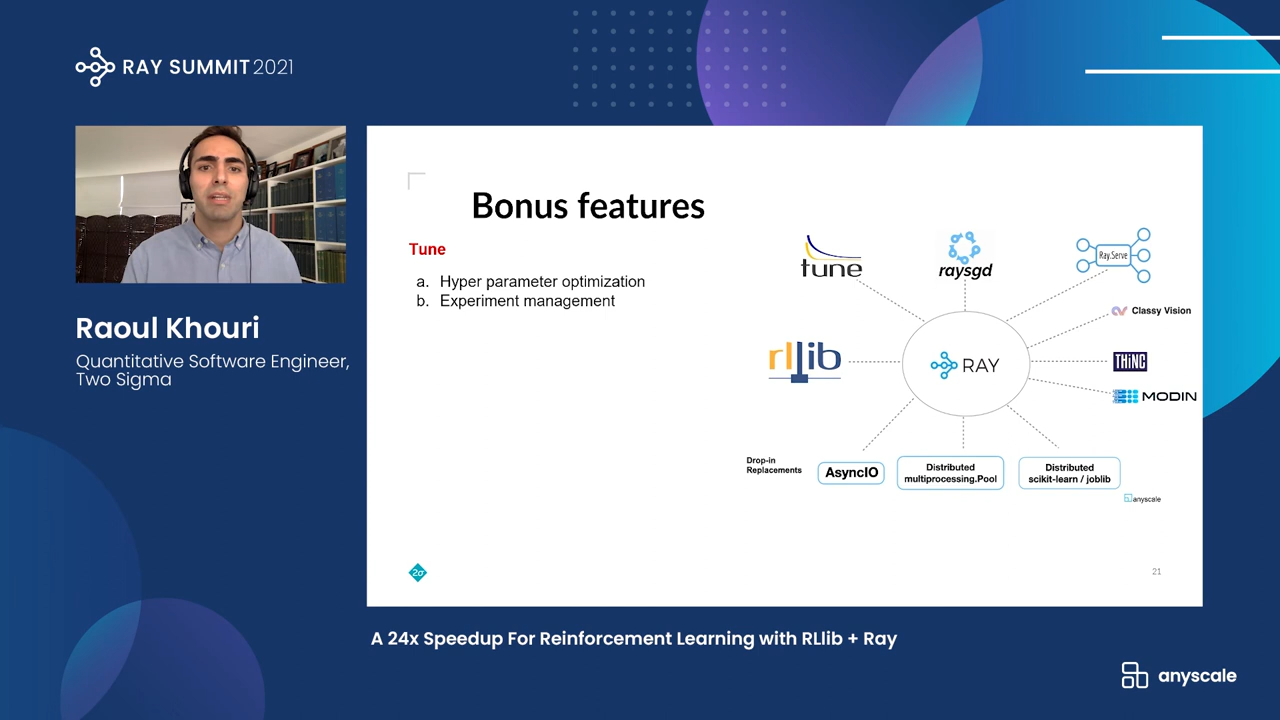 RAY SUMMIT 2021
Raoul Khouri
Quantitative Software Engineer,
Two Sigma
Bonus features
Tune
a. Hyper parameter optimization
b. Experiment management
tune
raysgd
Ray.Serve
Classy Vision
rllib
RAY
THiNC
MODIN
Drop-in
Replacements
AsyncIO
Distributed
multiprocessing.Pool
Distributed
scikit-learn / joblib
anyscale
2σ
21
A 24x Speedup For Reinforcement Learning with RLlib + Ray
anyscale